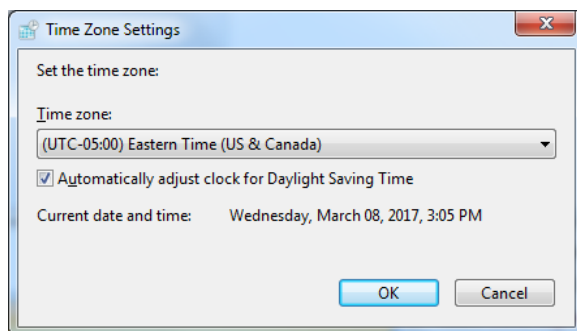 Time Zone Settings
Set the time zone:
Time zone:
(UTC-05:00) Eastern Time (US & Canada)
Automatically adjust clock for Daylight Saving Time
Current date and time: Wednesday, March 08, 2017, 3:05 PM
OK Cancel